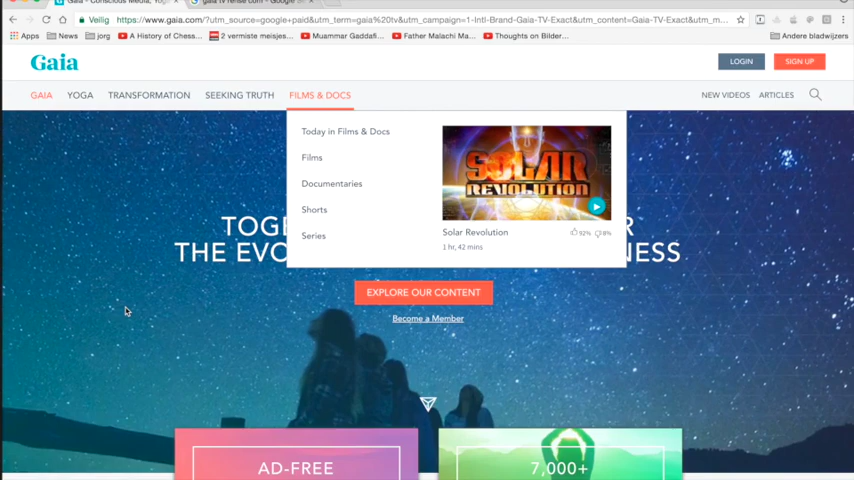 Gaia - Conscious Media, Yog
gaia tv rense com - Google Se
Veilig https://www.gaia.com/?utm_source=google+paid&utm_term=gaia%20tv&utm_campaign=1-Intl-Brand-Gaia-TV-Exact&utm_content=Gaia-TV-Exact&utm_m...
Apps News jorg A History of Chess... 2 vermiste meisjes... Muammar Gaddafi... Father Malachi Ma... Thoughts on Bilder... Andere bladwijzers
Gaia LOGIN SIGN UP
GAIA YOGA TRANSFORMATION SEEKING TRUTH FILMS & DOCS NEW VIDEOS ARTICLES
Today in Films & Docs
Films
Documentaries
Shorts
Series
SOLAR
REVOLUTION
Solar Revolution 92% 8%
1 hr, 42 mins
TOGE R
THE EVO NESS
EXPLORE OUR CONTENT
Become a Member
AD-FREE
7,000+